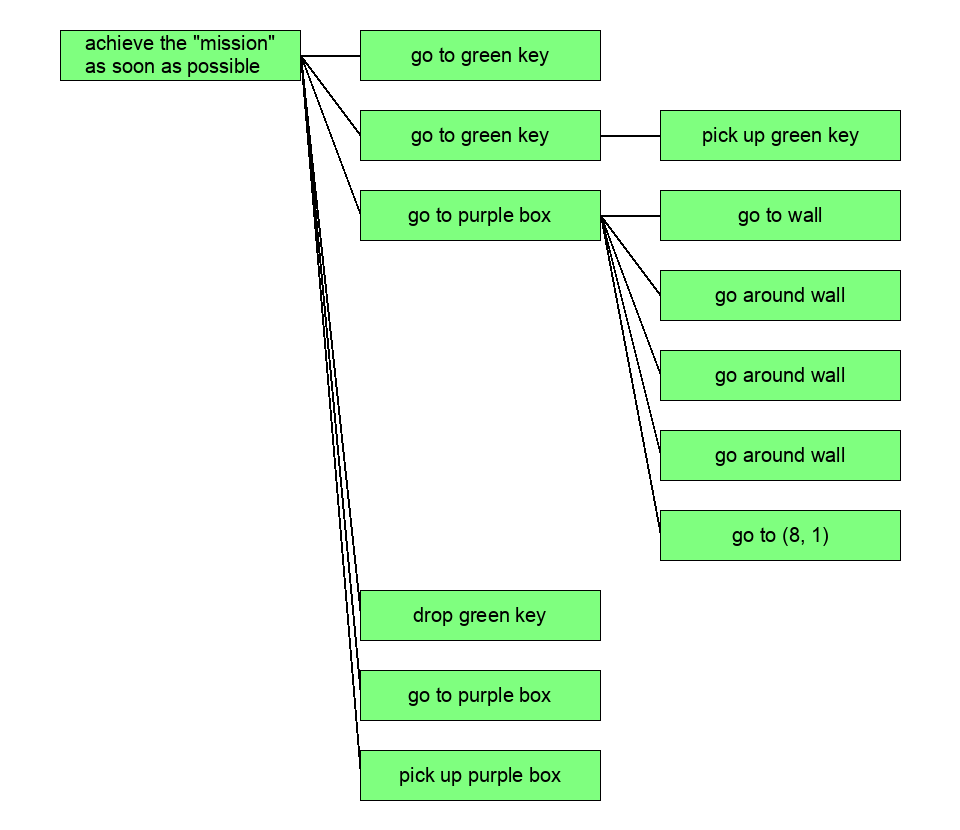 achieve the "mission"
as soon as possible
go to green key
go to green key
pick up green key
go to purple box
go to wall
go around wall
go around wall
go around wall
go to (8, 1)
drop green key
go to purple box
pick up purple box